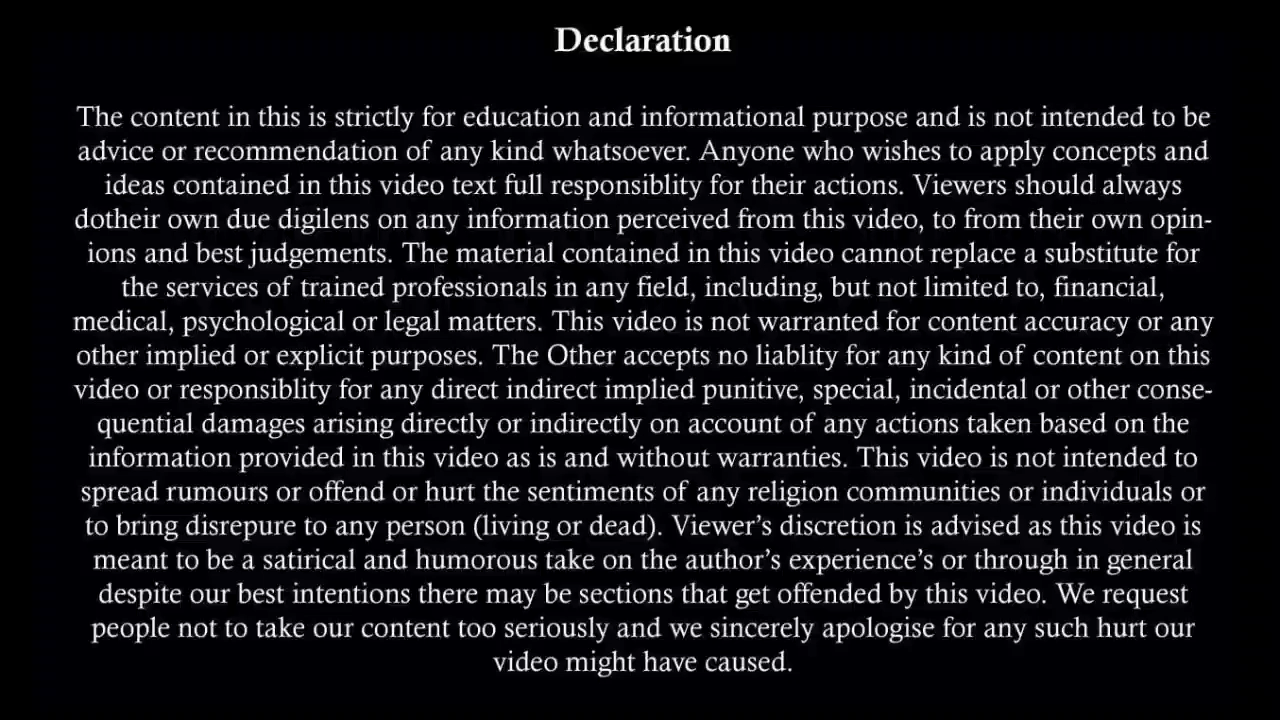 Declaration
The content in this is strictly for education and informational purpose and is not intended to be
advice or recommendation of any kind whatsoever. Anyone who wishes to apply concepts and
ideas contained in this video text full responsiblity for their actions. Viewers should always
dotheir own due digilens on any information perceived from this video, to from their own opin-
ions and best judgements. The material contained in this video cannot replace a substitute for
the services of trained professionals in any field, including, but not limited to, financial,
medical, psychological or legal matters. This video is not warranted for content accuracy or any
other implied or explicit purposes. The Other accepts no liablity for any kind of content on this
video or responsiblity for any direct indirect implied punitive, special, incidental or other conse-
quential damages arising directly or indirectly on account of any actions taken based on the
information provided in this video as is and without warranties. This video is not intended to
spread rumours or offend or hurt the sentiments of any religion communities or individuals or
to bring disrepure to any person (living or dead). Viewer's discretion is advised as this video is
meant to be a satirical and humorous take on the author's experience's or through in general
despite our best intentions there may be sections that get offended by this video. We request
people not to take our content too seriously and we sincerely apologise for any such hurt our
video might have caused.